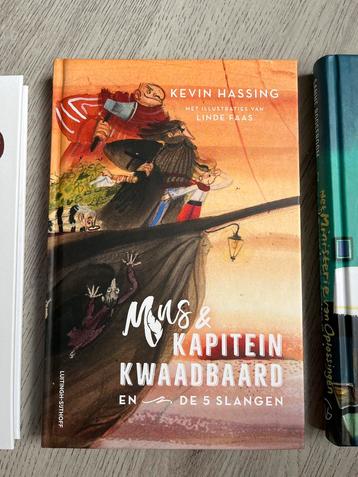 KEVIN HASSING
MET ILLUSTRATIES VAN
LINDE FAAS
Mus &
KAPITEIN
KWAADBAARD
EN DE 5 SLANGEN
LUITINGH-SIJTHOFF
Het Ministerie van Oplossingen